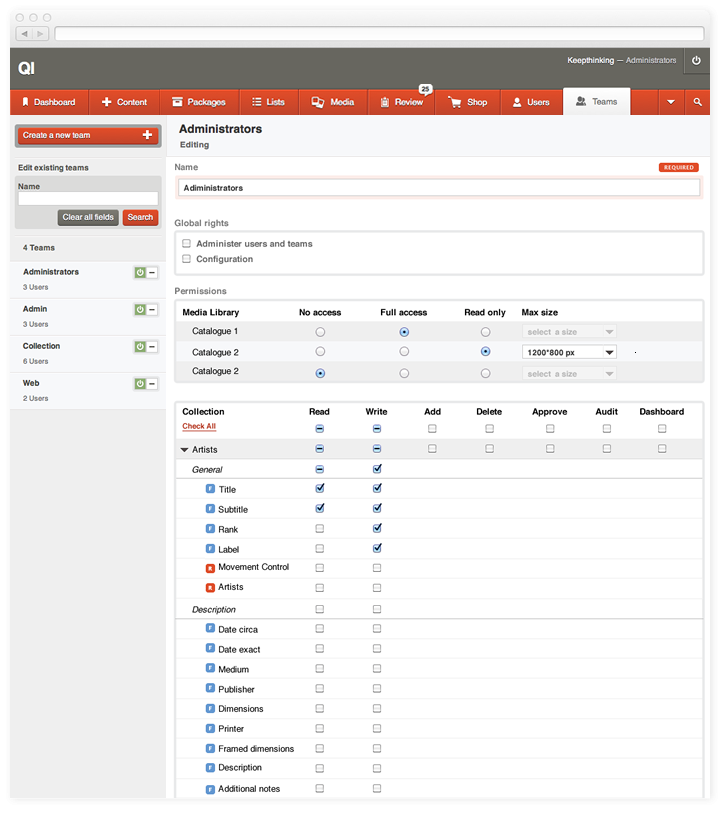 QI
Keepthinking — Administrators
Dashboard
Content
Packages
Lists
Media
Review
25
Shop
Users
Teams
Create a new team
Edit existing teams
Name
Clear all fields
Search
4 Teams
Administrators
3 Users
Admin
3 Users
Collection
6 Users
Web
2 Users
Administrators
Editing
Name
REQUIRED
Adiministrators
Global rights
Administer users and teams
Configuration
Permissions
Media Library No access Full access Read only Max size
Catalogue 1 select a size
Catalogue 2 1200*800 px
Catalogue 2 select a size
Collection Read Write Add Delete Approve Audit Dashboard
Check All
Artists
General
F Title
F Subtitle
F Rank
F Label
R Movement Control
R Artists
Description
F Date circa
F Date exact
F Medium
F Publisher
F Dimensions
F Printer
F Framed dimensions
F Description
F Additional notes